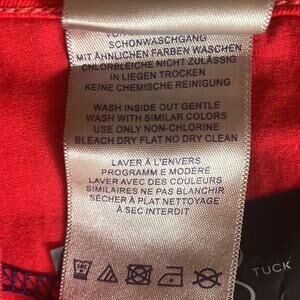 SCHONWASCHGANG
MIT ÄHNLICHEN FARBEN WASCHEN
CHLORBLEICHE NICHT ZULÄSSIG
IN LIEGEN TROCKEN
KEINE CHEMISCHE REINIGUNG
WASH INSIDE OUT GENTLE
WASH WITH SIMILAR COLORS
USE ONLY NON-CHLORINE
BLEACH DRY FLAT NO DRY CLEAN
LAVER À L'ENVERS
PROGRAMME MODÉRÉ
LAVER AVEC DES COULEURS
SIMILAIRES NE PAS BLANCHIR
SÉCHER À PLAT NETTOYAGE
À SEC INTERDIT
TUCK